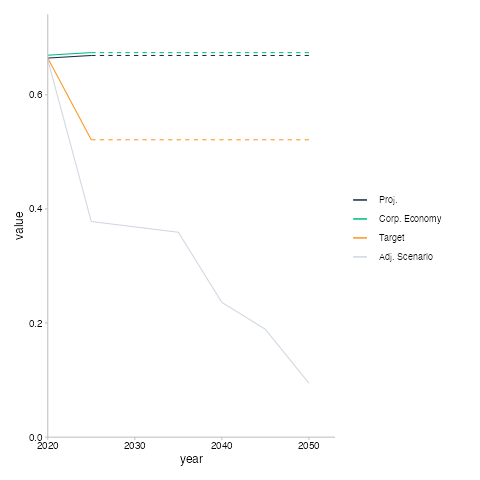 0.6
0.4
0.2
0.0
value
2020
2030
2040
2050
year
Proj.
Corp. Economy
Target
Adj. Scenario